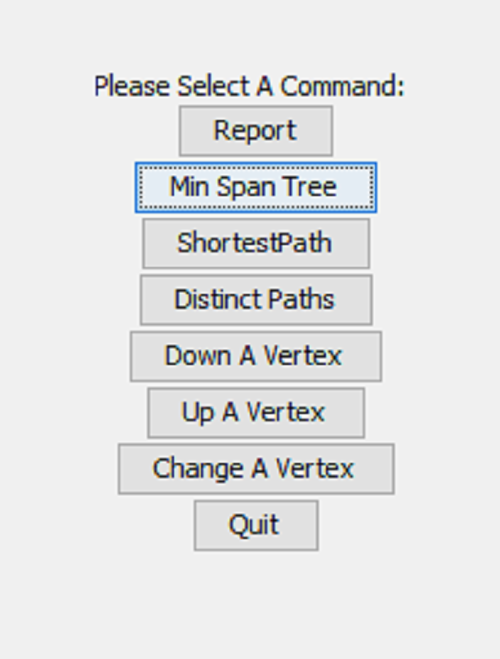 Please Select A Command:
Report
Min Span Tree
ShortestPath
Distinct Paths
Down A Vertex
Up A Vertex
Change A Vertex
Quit